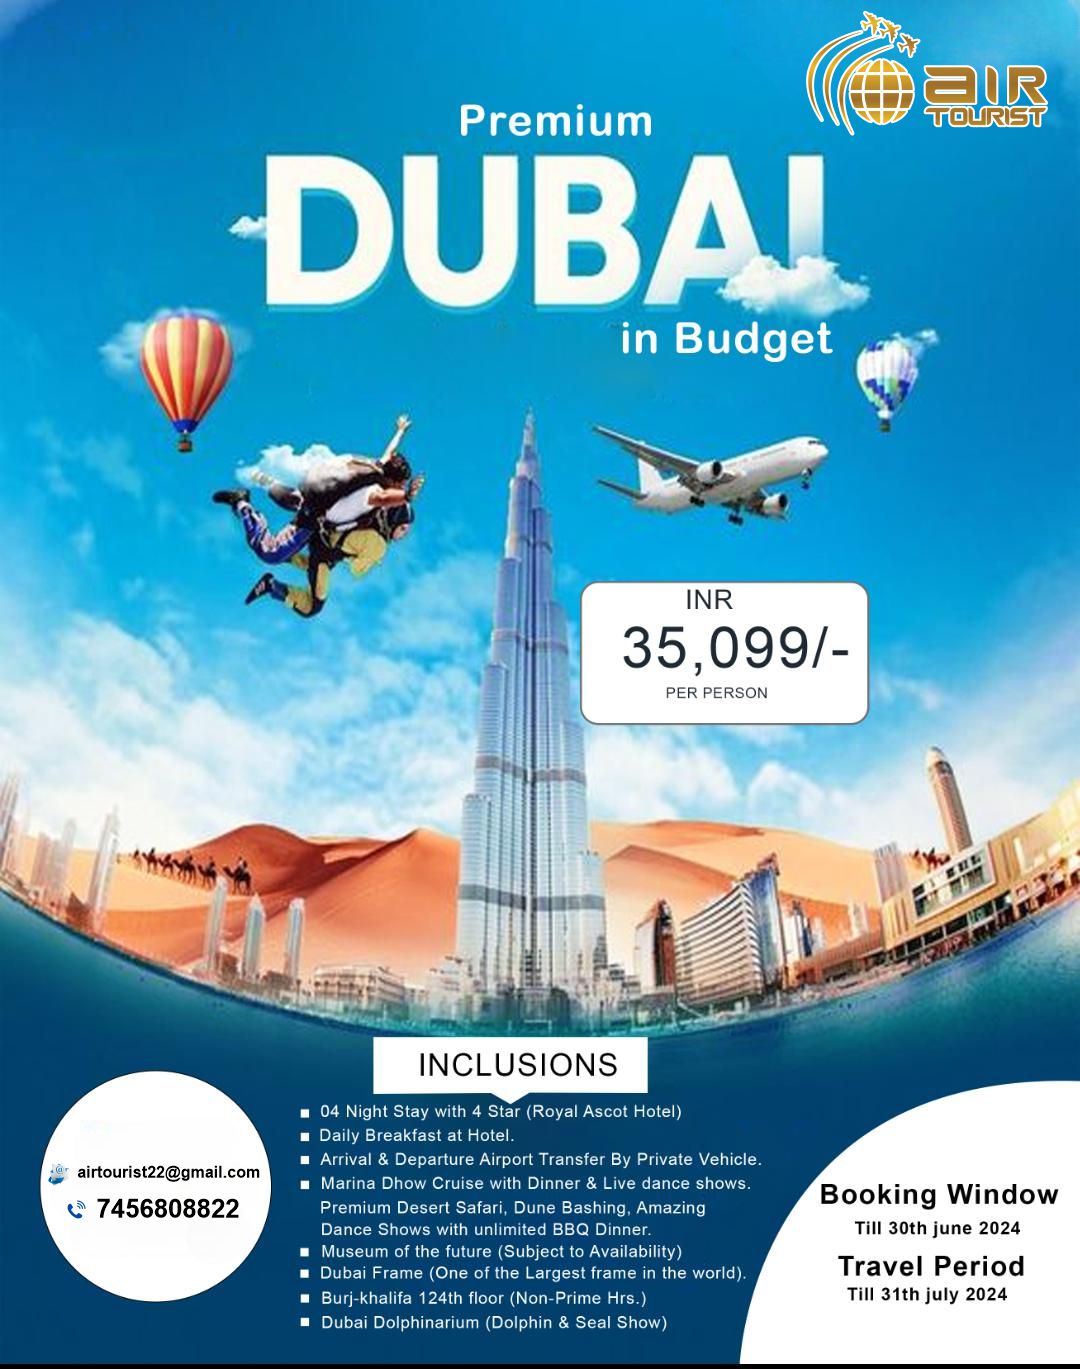 AIR
TOURIST
Premium
DUBAI
in Budget
INR
35,099/-
PER PERSON
INCLUSIONS
04 Night Stay with 4 Star (Royal Ascot Hotel)
Daily Breakfast at Hotel.
Arrival & Departure Airport Transfer By Private Vehicle.
Marina Dhow Cruise with Dinner & Live dance shows.
Premium Desert Safari, Dune Bashing, Amazing
Dance Shows with unlimited BBQ Dinner.
Museum of the future (Subject to Availability)
Dubai Frame (One of the Largest frame in the world).
Burj-khalifa 124th floor (Non-Prime Hrs.)
Dubai Dolphinarium (Dolphin & Seal Show)
airtourist22@gmail.com
7456808822
Booking Window
Till 30th june 2024
Travel Period
Till 31th july 2024